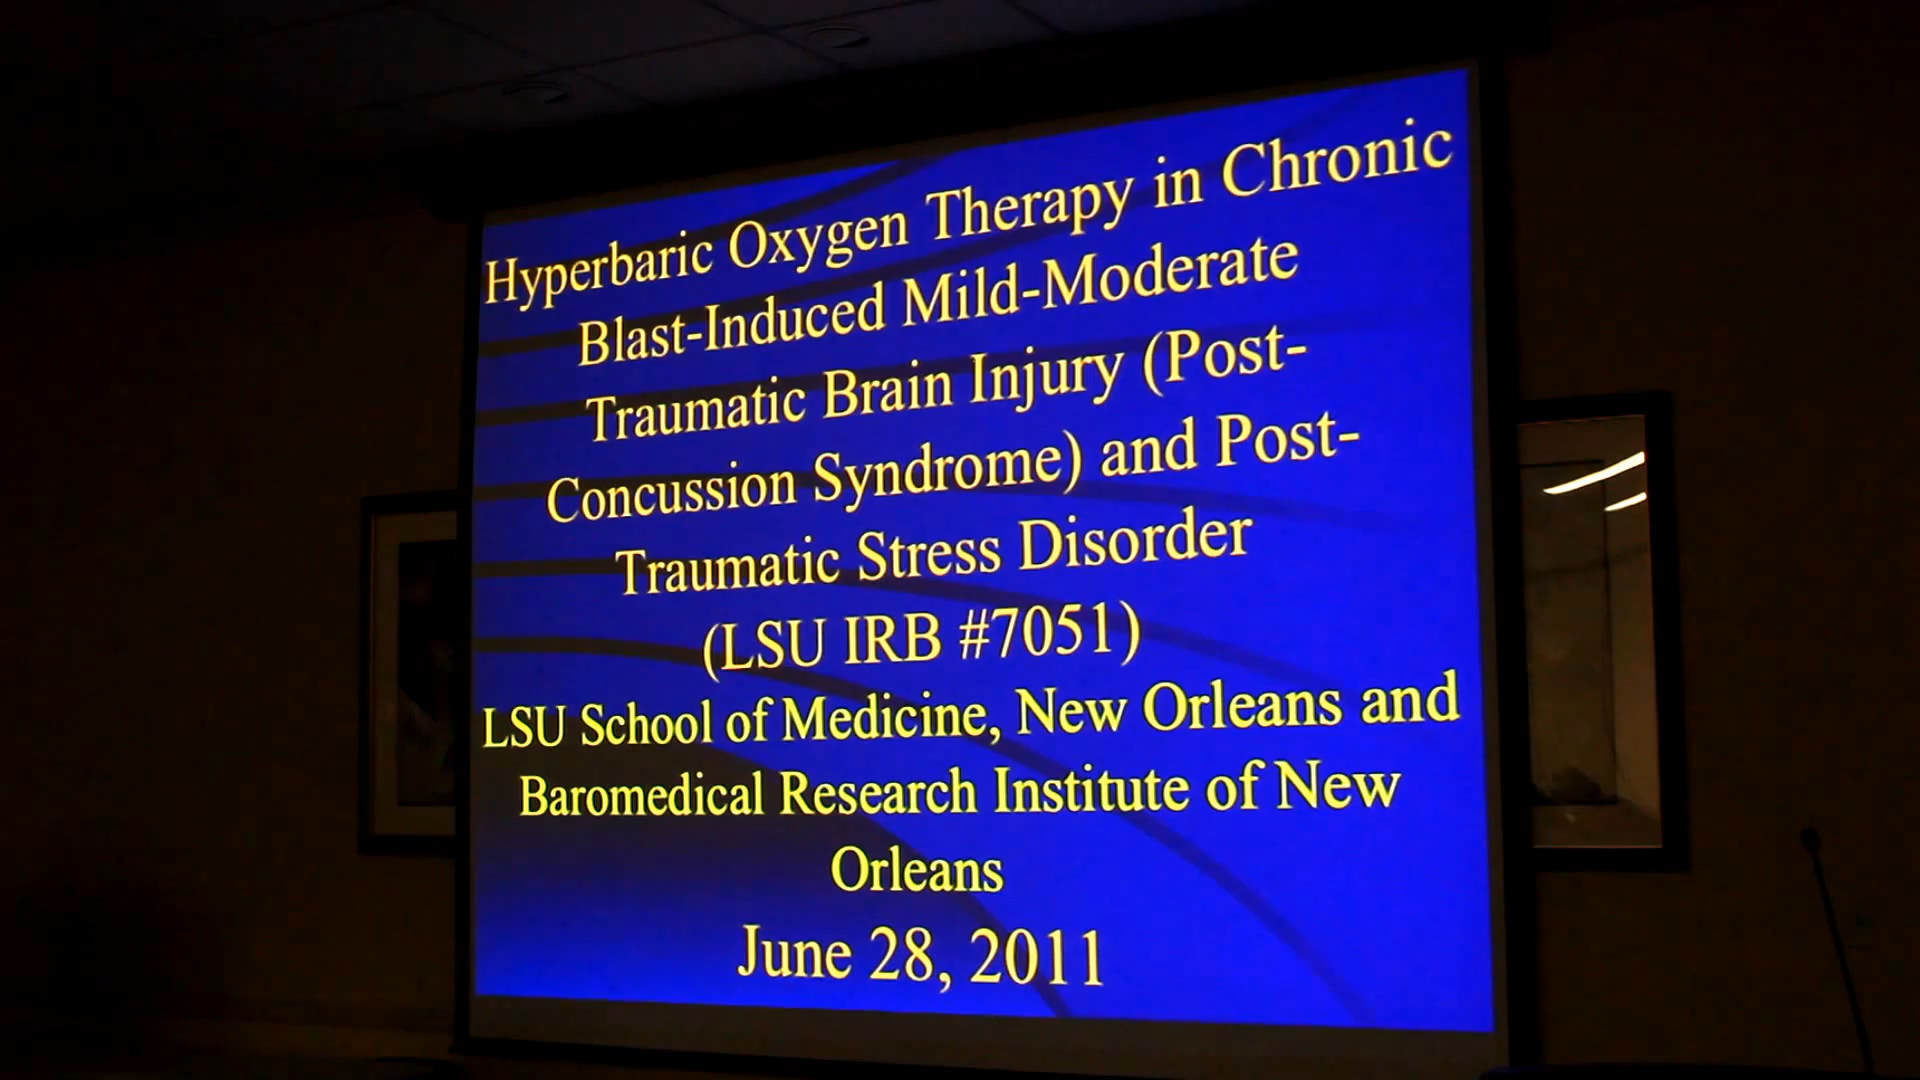 Hyperbaric Oxygen Therapy in Chronic
Blast-Induced Mild-Moderate
Traumatic Brain Injury (Post-
Concussion Syndrome) and Post-
Traumatic Stress Disorder
(LSU IRB #7051)
LSU School of Medicine, New Orleans and
Baromedical Research Institute of New
Orleans
June 28, 2011